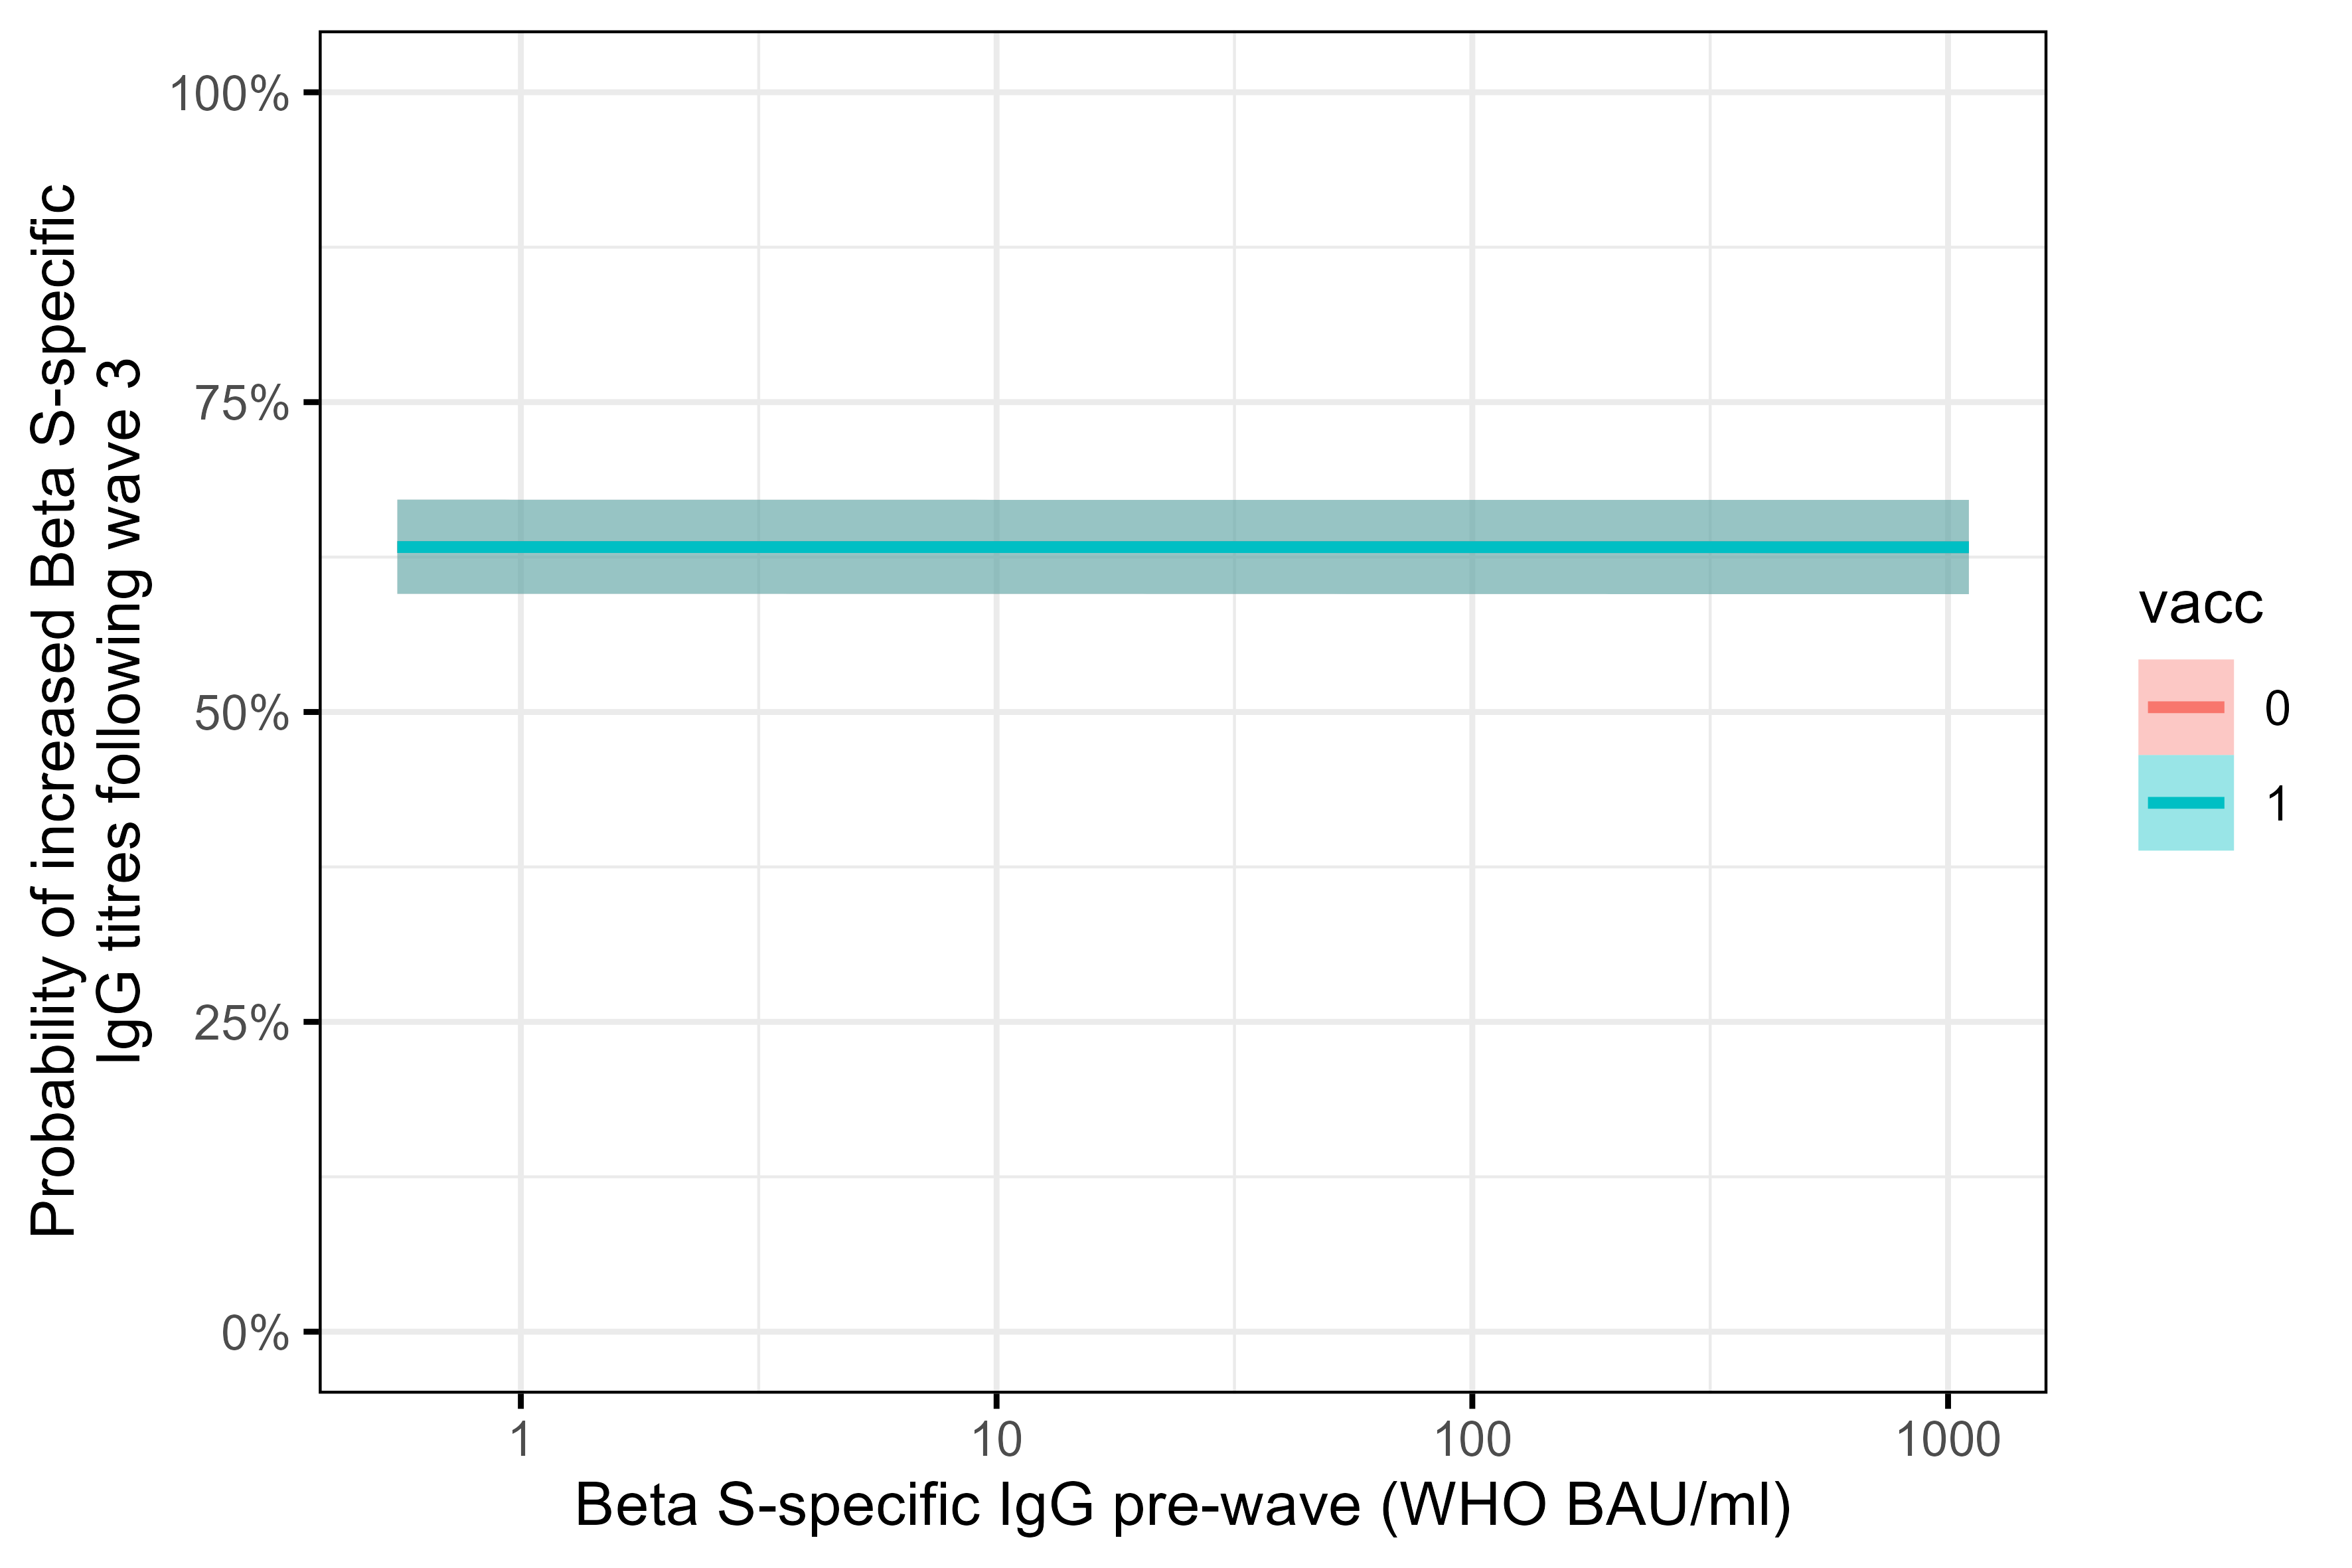 Probability of increased Beta S-specific
IgG titres following wave 3
100%
75%
50%
25%
0%
1
10
100
1000
Beta S-specific IgG pre-wave (WHO BAU/ml)
vacc
0
1